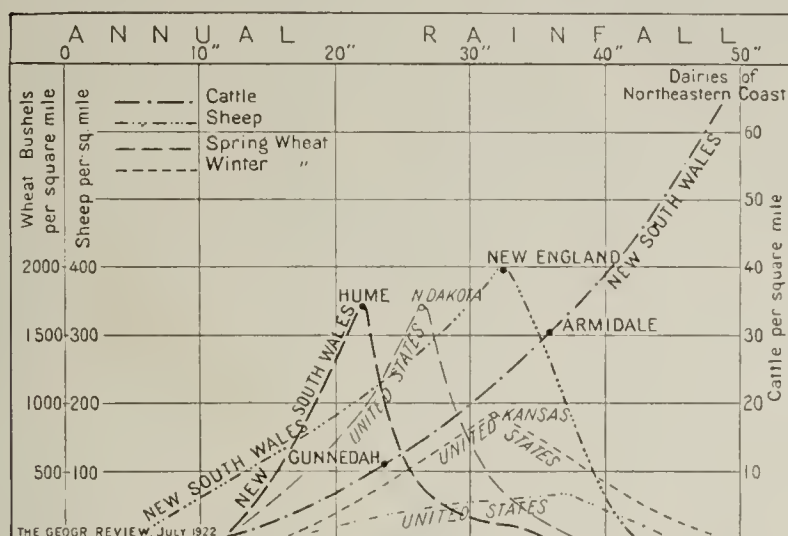 ANNUAL RAINFALL
0 10" 20" 30" 40" 50"
Wheat Bushels per square mile
Sheep per sq. mile
Cattle
Sheep
Spring Wheat
Winter "
Dairies of
Northeastern Coast
60
50
2000 400
40
1500 300
30
1000 200
20
500 100
10
Cattle per square mile
NEW ENGLAND
HUME
N DAKOTA
ARMIDALE
KANSAS
GUNNEDAH
NEW SOUTH WALES
NEW SOUTH WALES
NEW SOUTH WALES
UNITED STATES
UNITED STATES
UNITED STATES
THE GEOGR REVIEW, JULY 1922